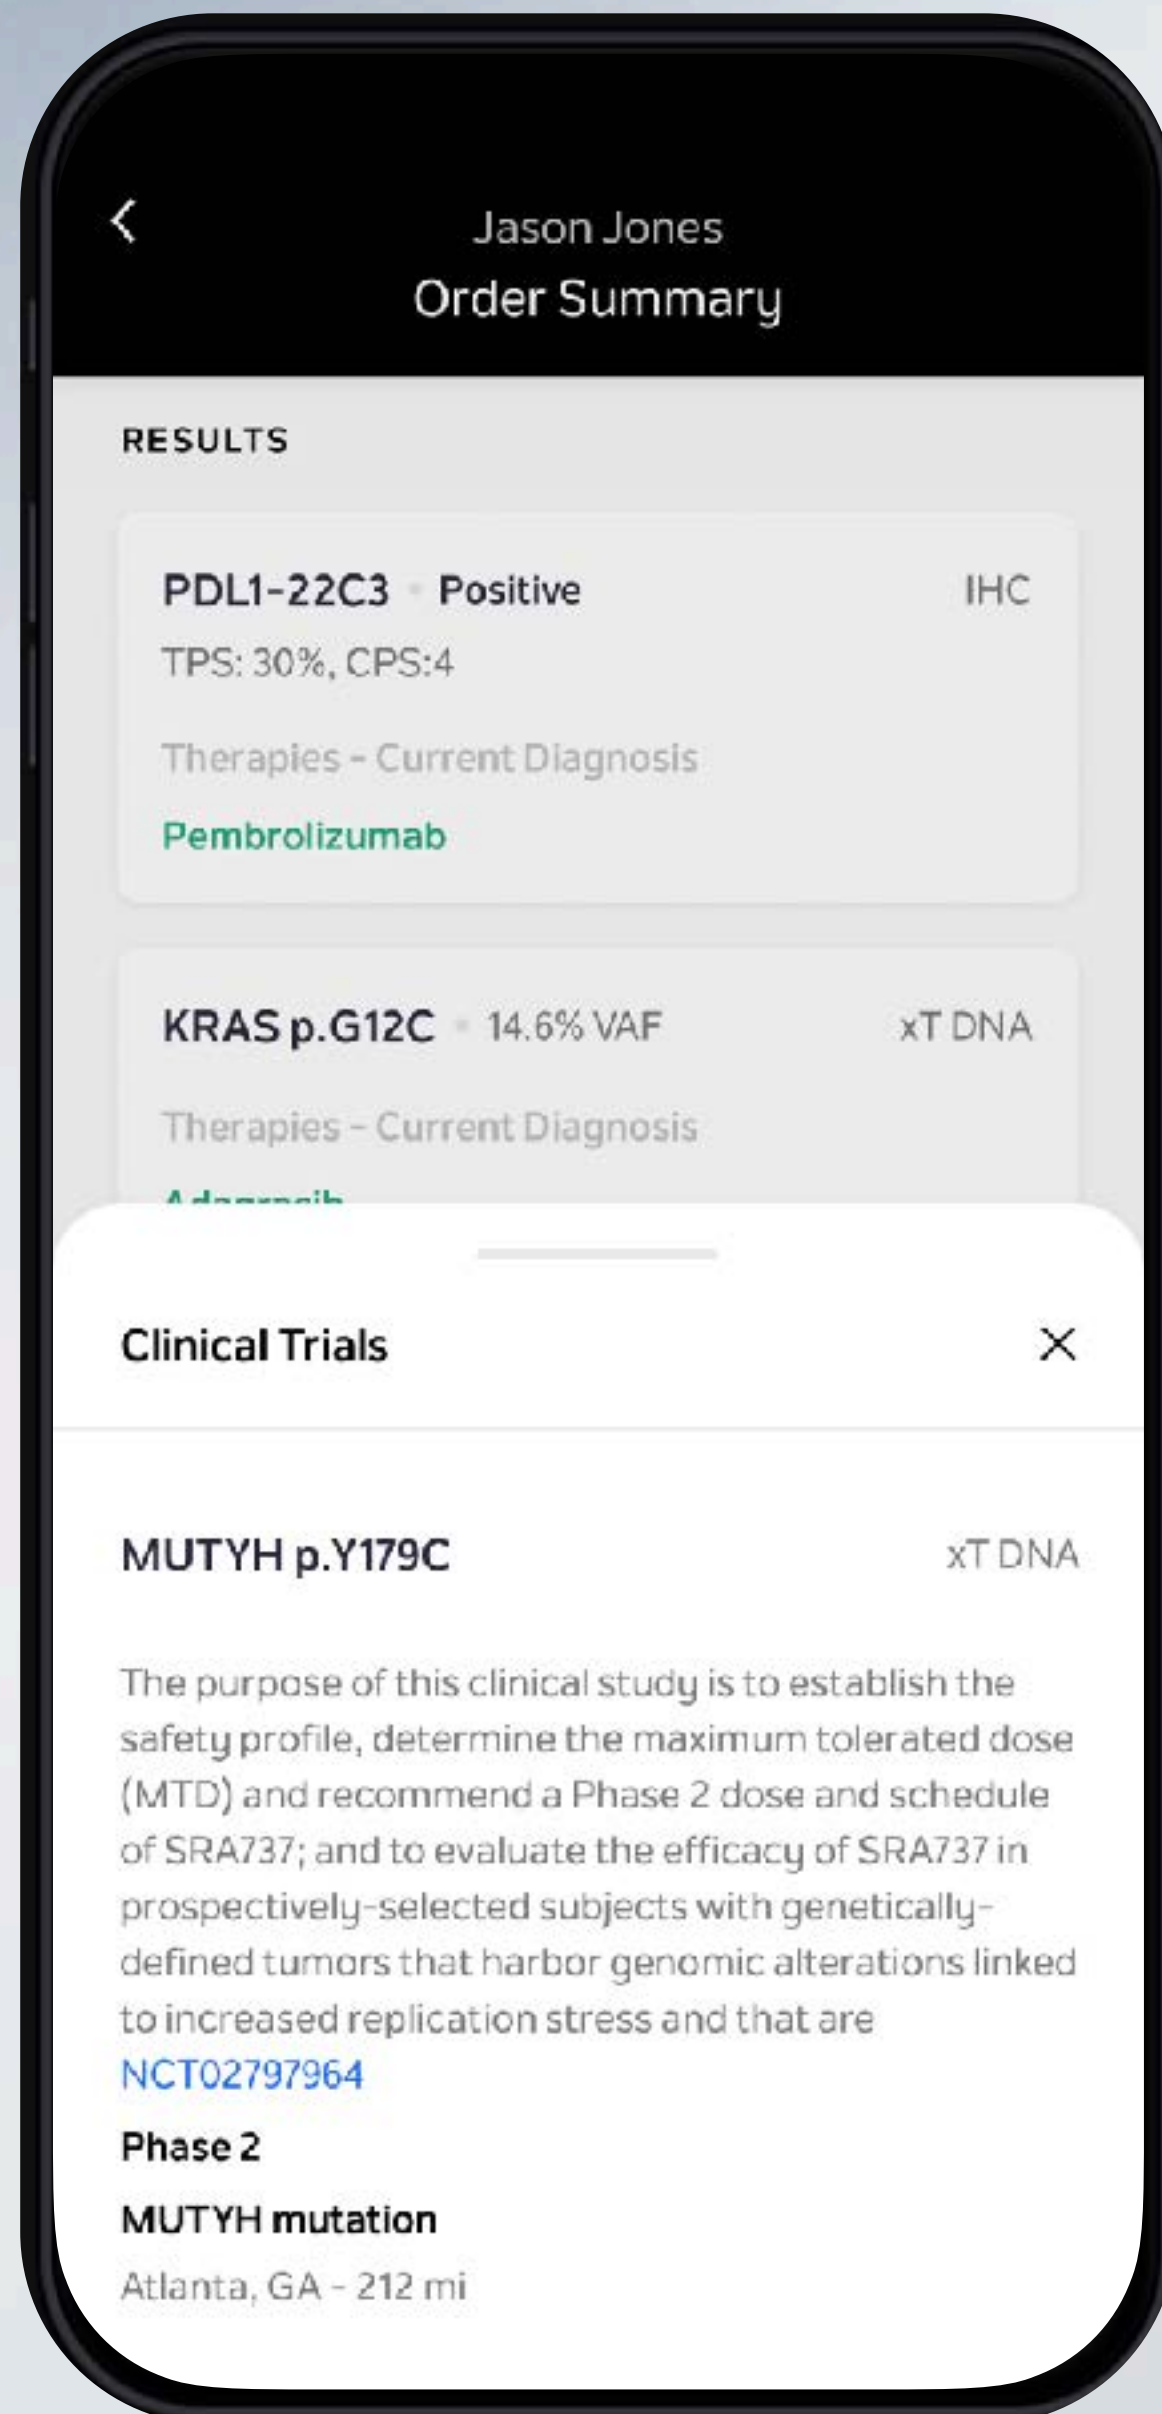 Jason Jones
Order Summary
RESULTS
PDL1-22C3 • Positive IHC
TPS: 30%, CPS:4
Therapies - Current Diagnosis
Pembrolizumab
KRAS p.G12C • 14.6% VAF xT DNA
Therapies - Current Diagnosis
Adagrasib
Clinical Trials
MUTYH p.Y179C xT DNA
The purpose of this clinical study is to establish the
safety profile, determine the maximum tolerated dose
(MTD) and recommend a Phase 2 dose and schedule
of SRA737; and to evaluate the efficacy of SRA737 in
prospectively-selected subjects with genetically-
defined tumors that harbor genomic alterations linked
to increased replication stress and that are
NCT02797964
Phase 2
MUTYH mutation
Atlanta, GA - 212 mi